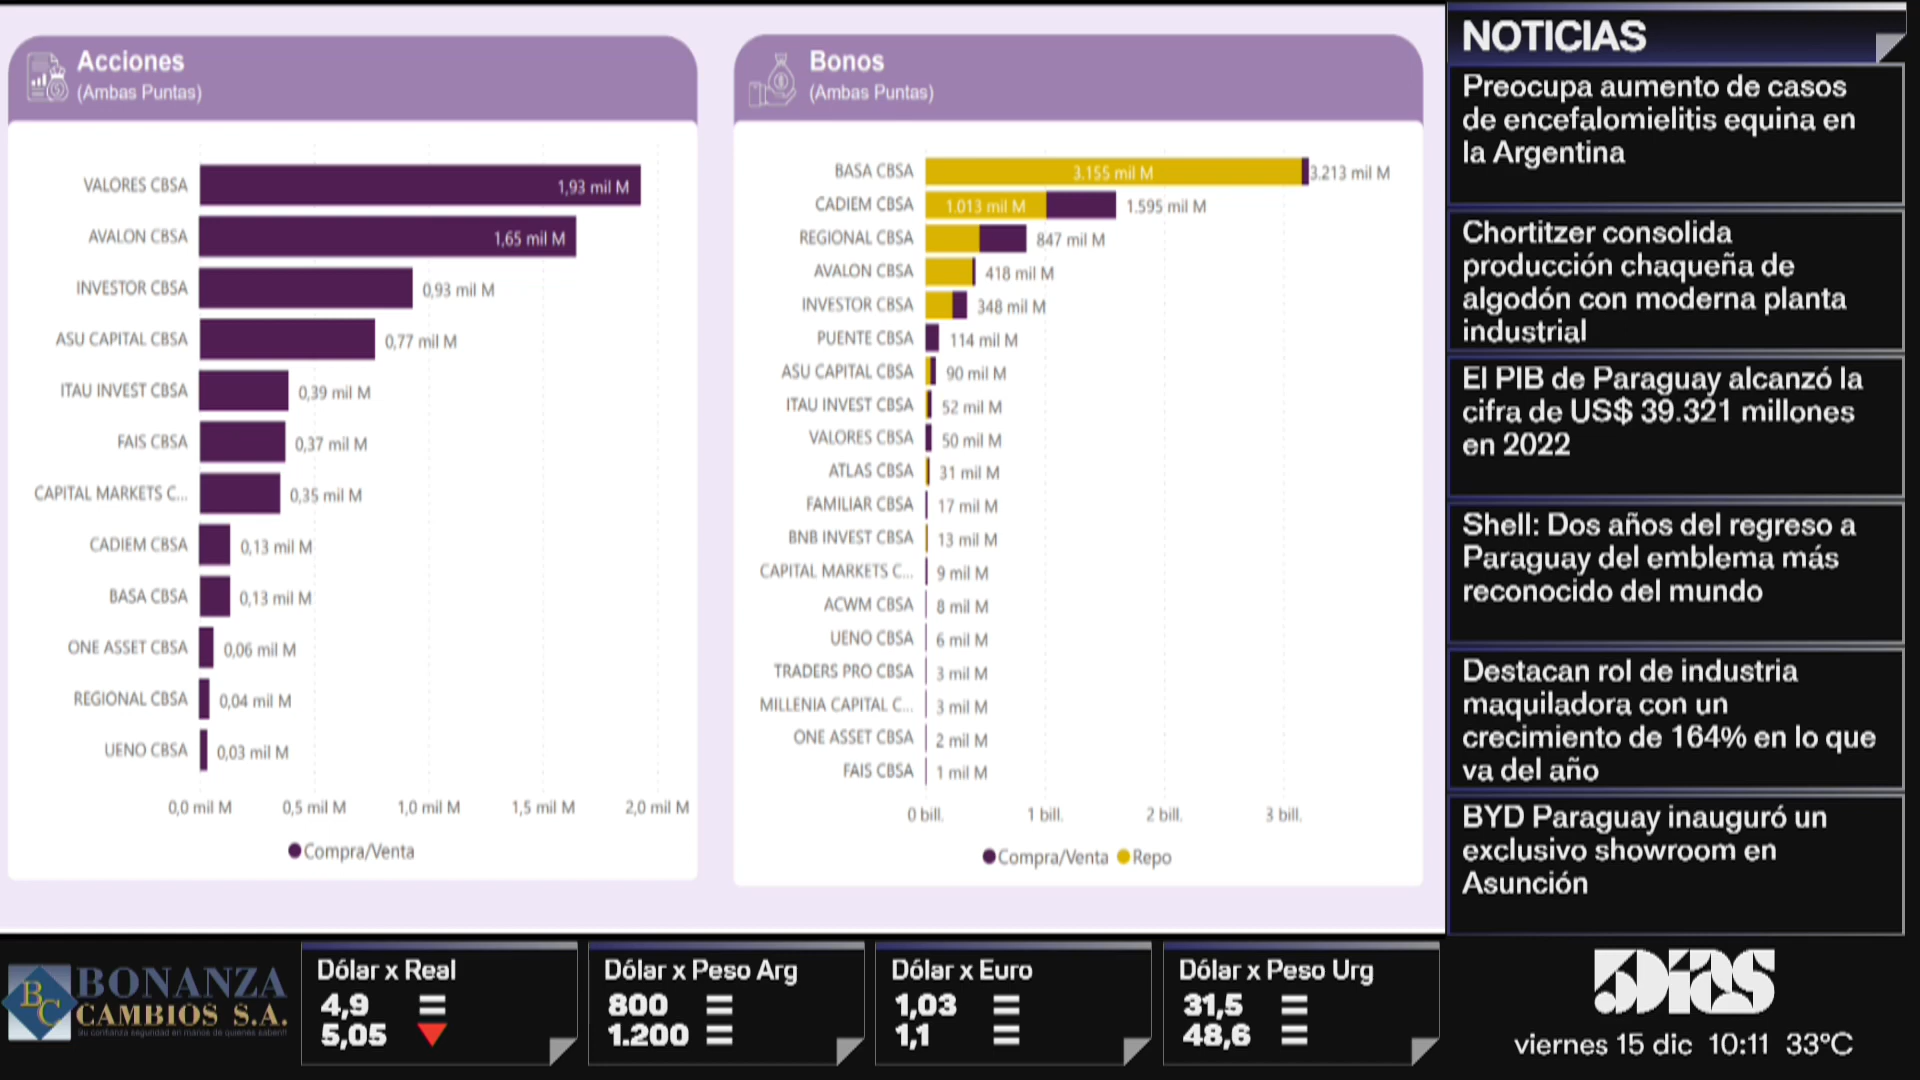 Acciones
(Ambas Puntas)
VALORES CBSA 1,93 mil M
AVALON CBSA 1,65 mil M
INVESTOR CBSA 0,93 mil M
ASU CAPITAL CBSA 0,77 mil M
ITAU INVEST CBSA 0,39 mil M
FAIS CBSA 0,37 mil M
CAPITAL MARKETS C... 0,35 mil M
CADIEM CBSA 0,13 mil M
BASA CBSA 0,13 mil M
ONE ASSET CBSA 0,06 mil M
REGIONAL CBSA 0,04 mil M
UENO CBSA 0,03 mil M
0,0 mil M 0,5 mil M 1,0 mil M 1,5 mil M 2,0 mil M
Compra/Venta
Bonos
(Ambas Puntas)
BASA CBSA 3.155 mil M 3.213 mil M
CADIEM CBSA 1.013 mil M 1.595 mil M
REGIONAL CBSA 847 mil M
AVALON CBSA 418 mil M
INVESTOR CBSA 348 mil M
PUENTE CBSA 114 mil M
ASU CAPITAL CBSA 90 mil M
ITAU INVEST CBSA 52 mil M
VALORES CBSA 50 mil M
ATLAS CBSA 31 mil M
FAMILIAR CBSA 17 mil M
BNB INVEST CBSA 13 mil M
CAPITAL MARKETS C... 9 mil M
ACWM CBSA 8 mil M
UENO CBSA 6 mil M
TRADERS PRO CBSA 3 mil M
MILLENIA CAPITAL C... 3 mil M
ONE ASSET CBSA 2 mil M
FAIS CBSA 1 mil M
0 bill. 1 bill. 2 bill. 3 bill.
Compra/Venta Repo
NOTICIAS
Preocupa aumento de casos
de encefalomielitis equina en
la Argentina
Chortitzer consolida
producción chaqueña de
algodón con moderna planta
industrial
El PIB de Paraguay alcanzó la
cifra de US$ 39.321 millones
en 2022
Shell: Dos años del regreso a
Paraguay del emblema más
reconocido del mundo
Destacan rol de industria
maquiladora con un
crecimiento de 164% en lo que
va del año
BYD Paraguay inauguró un
exclusivo showroom en
Asunción
BC BONANZA
CAMBIOS S.A.
Su confianza seguridad en manos de quienes saben!!
Dólar x Real
4,9
5,05
Dólar x Peso Arg
800
1.200
Dólar x Euro
1,03
1,1
Dólar x Peso Urg
31,5
48,6
5DIAS
viernes 15 dic 10:11 33°C